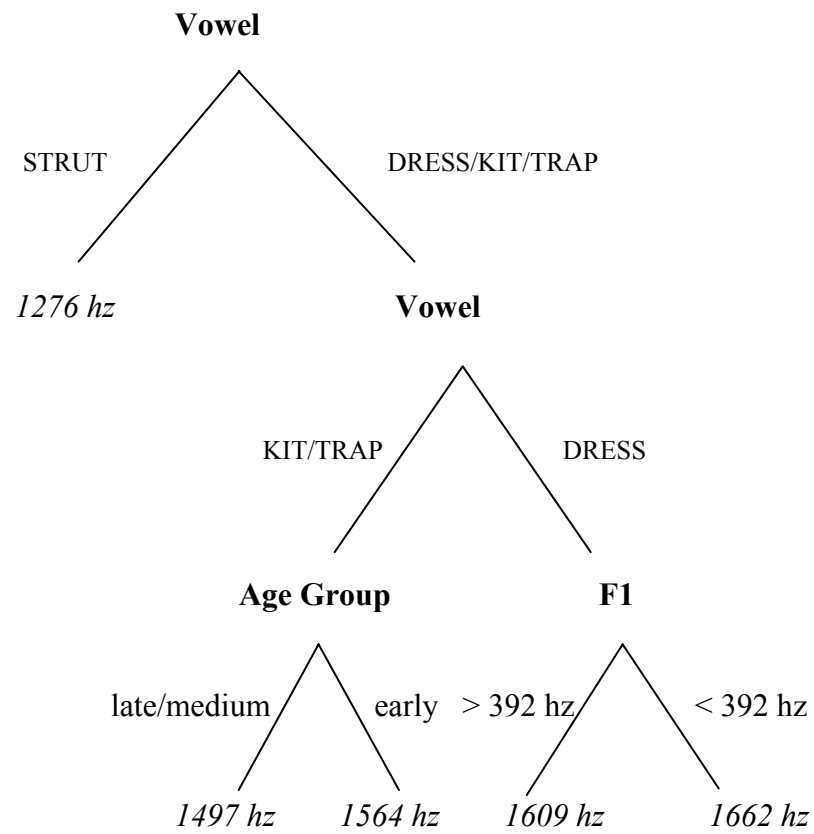 Vowel
STRUT DRESS/KIT/TRAP
1276 hz Vowel
KIT/TRAP DRESS
Age Group F1
late/medium early > 392 hz < 392 hz
1497 hz 1564 hz 1609 hz 1662 hz